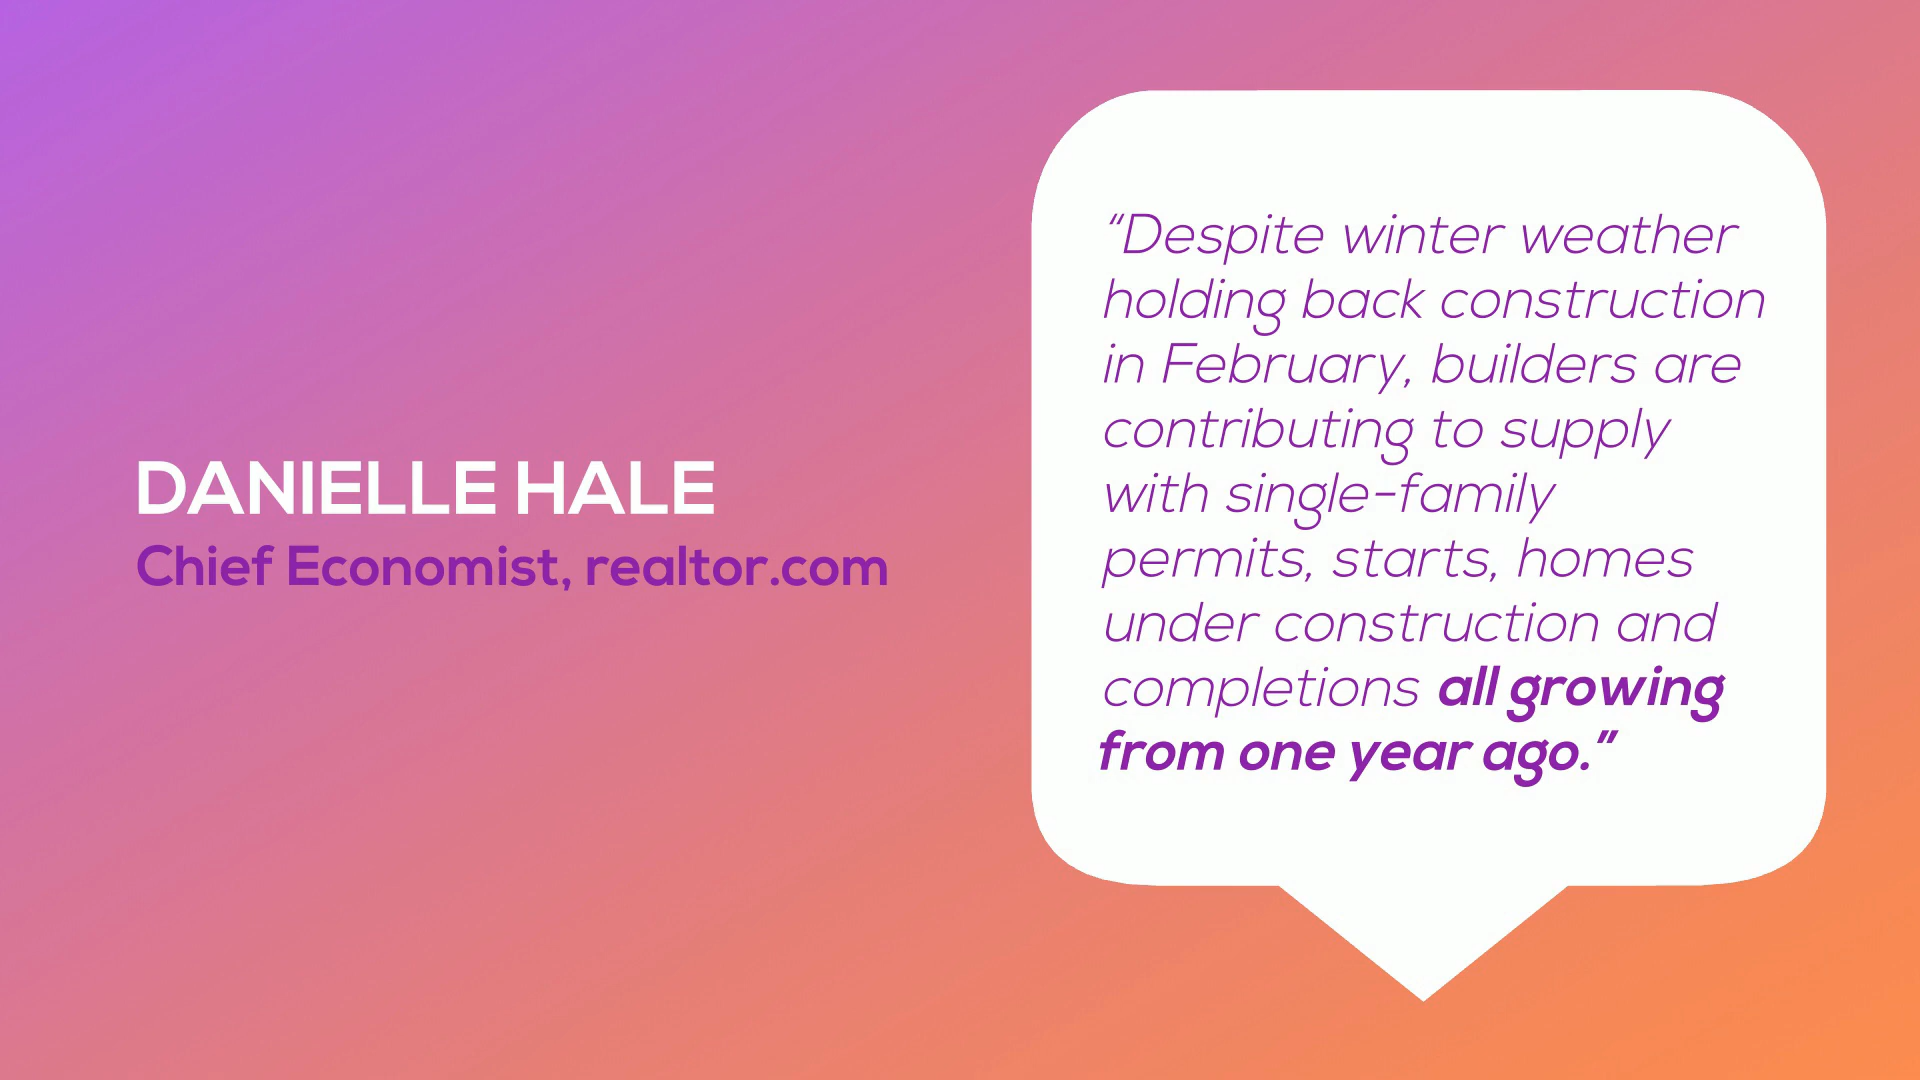 DANIELLE HALE
Chief Economist, realtor.com
“Despite winter weather
holding back construction
in February, builders are
contributing to supply
with single-family
permits, starts, homes
under construction and
completions all growing
from one year ago.”